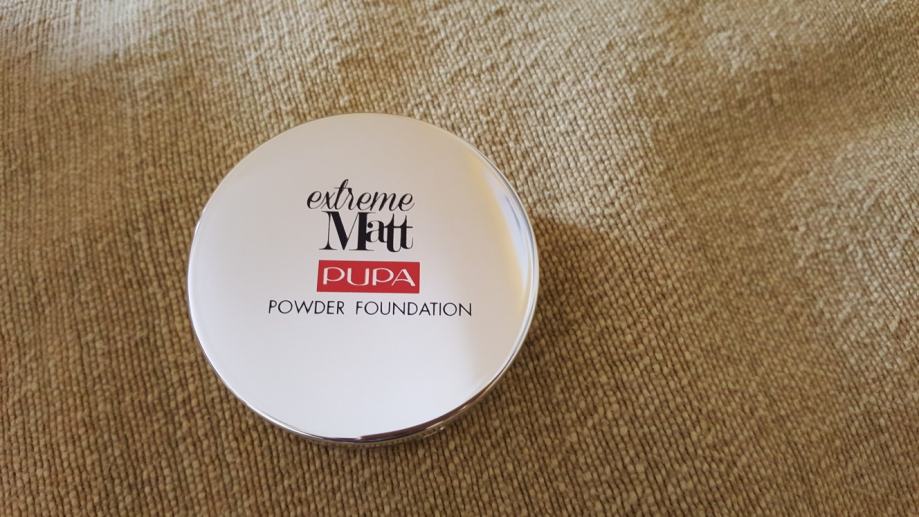 extreme
Matt
PUPA
POWDER FOUNDATION